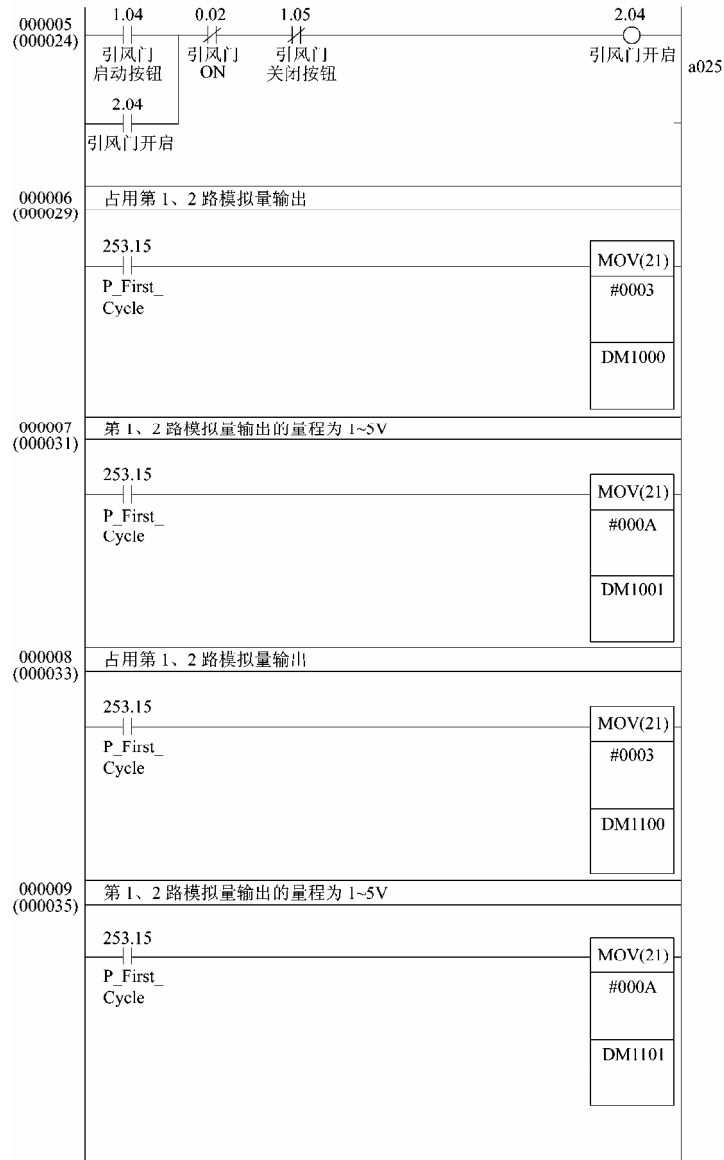 000005
(000024)
1.04 0.02 1.05 2.04
引风门 引风门 引风门 引风门开启
启动按钮 ON 关闭按钮
a025
2.04
引风门开启
000006
(000029)
占用第 1、2 路模拟量输出
253.15
P_First_
Cycle
MOV(21)
#0003
DM1000
000007
(000031)
第 1、2 路模拟量输出的量程为 1~5V
253.15
P_First_
Cycle
MOV(21)
#000A
DM1001
000008
(000033)
占用第 1、2 路模拟量输出
253.15
P_First_
Cycle
MOV(21)
#0003
DM1100
000009
(000035)
第 1、2 路模拟量输出的量程为 1~5V
253.15
P_First_
Cycle
MOV(21)
#000A
DM1101